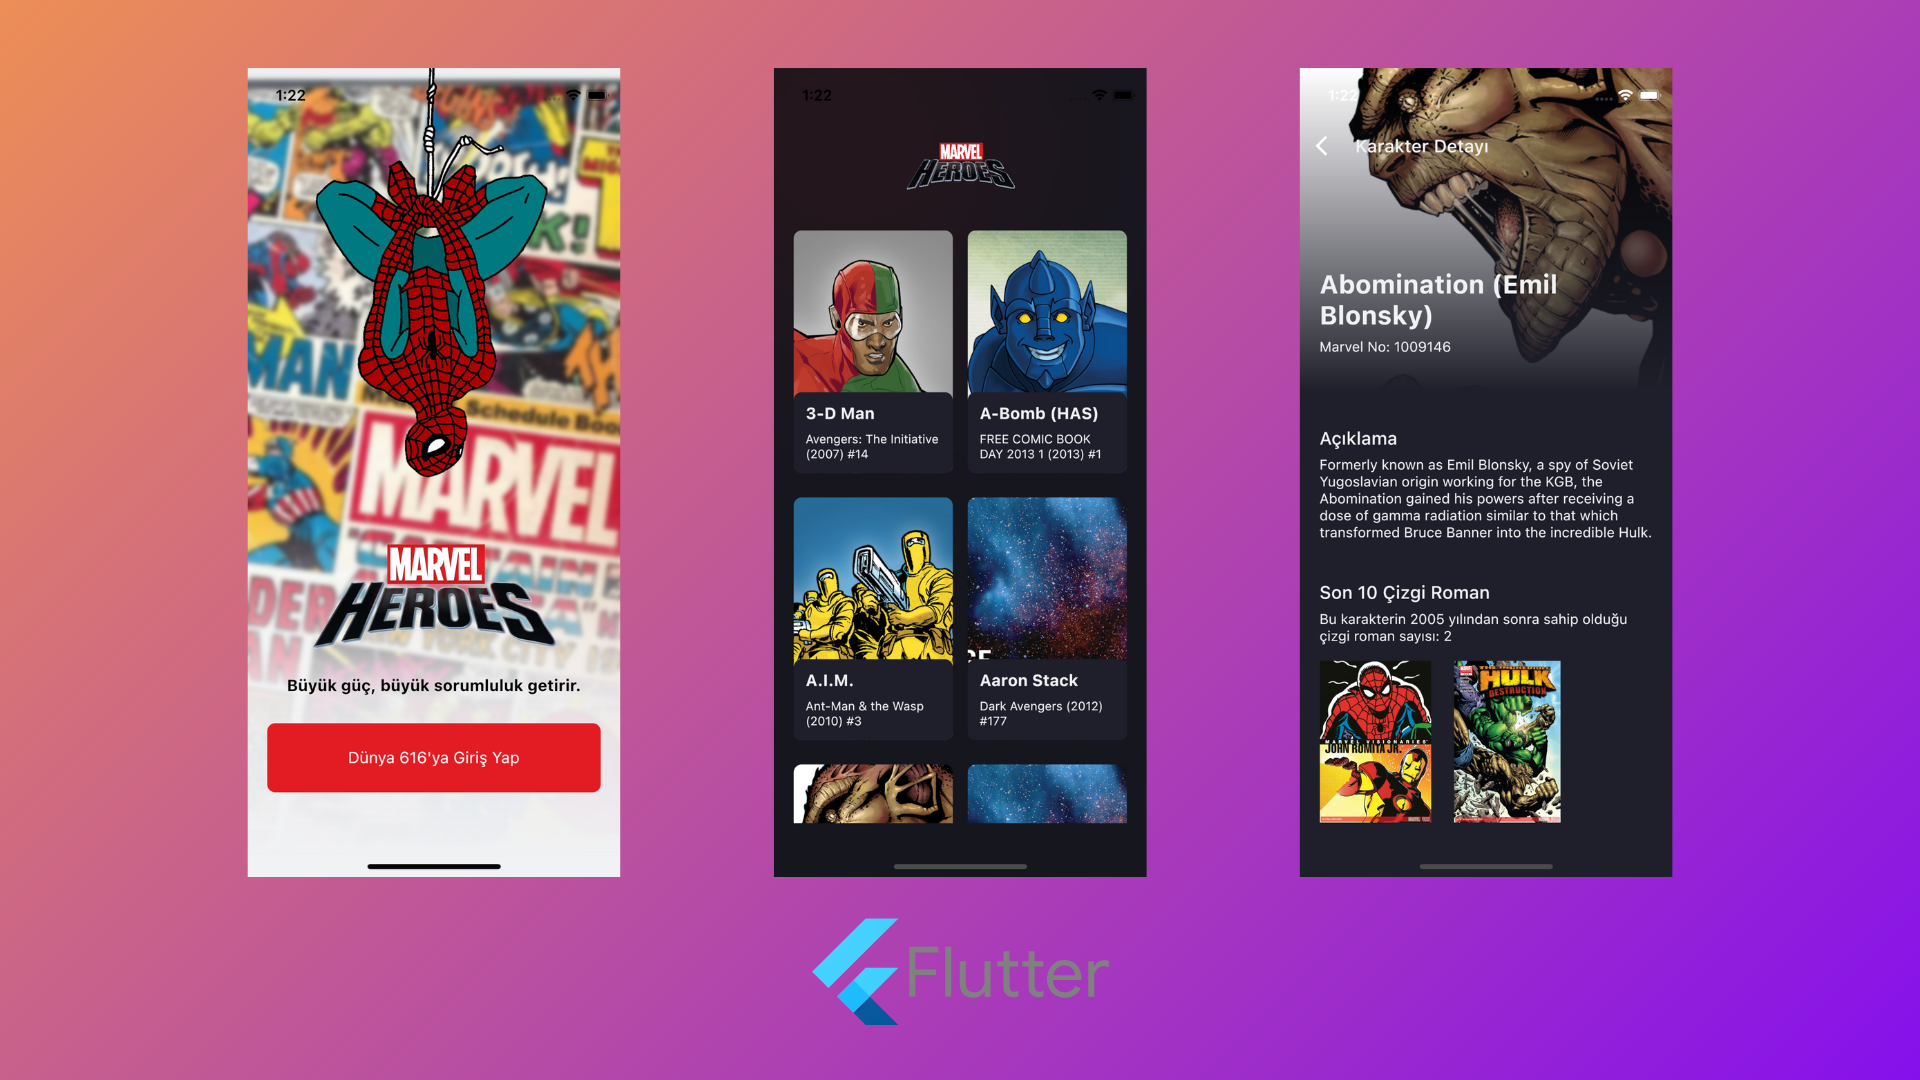 1:22
Schedule Boo
MAN
MARVEL
MARVEL
HEROES
Büyük güç, büyük sorumluluk getirir.
Dünya 616'ya Giriş Yap
1:22
MARVEL
HEROES
3-D Man
Avengers: The Initiative
(2007) #14
A-Bomb (HAS)
FREE COMIC BOOK
DAY 2013 1 (2013) #1
A.I.M.
Ant-Man & the Wasp
(2010) #3
Aaron Stack
Dark Avengers (2012)
#177
1:22
Karakter Detayı
Abomination (Emil
Blonsky)
Marvel No: 1009146
Açıklama
Formerly known as Emil Blonsky, a spy of Soviet
Yugoslavian origin working for the KGB, the
Abomination gained his powers after receiving a
dose of gamma radiation similar to that which
transformed Bruce Banner into the incredible Hulk.
Son 10 Çizgi Roman
Bu karakterin 2005 yılından sonra sahip olduğu
çizgi roman sayısı: 2
MARVEL VISIONARIES
JOHN ROMITA JR.
HULK
DESTRUCTION
Flutter